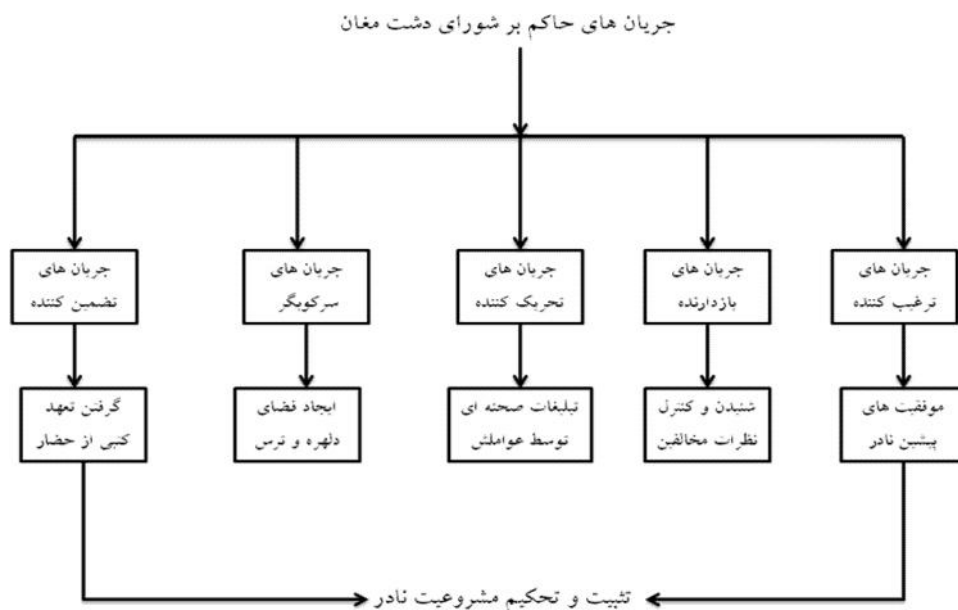 جریان های حاکم بر شورای دشت مغان
جریان های
ترغیب کننده
جریان های
بازدارنده
جریان های
تحریک کننده
جریان های
سرکوبگر
جریان های
تضمین کننده
موفقیت های
پیشین نادر
شنیدن و کنترل
نظرات مخالفین
تبلیغات صحنه ای
توسط عواملش
ایجاد فضای
دلهره و ترس
گرفتن تعهد
کتبی از حضار
تثبیت و تحکیم مشروعیت نادر